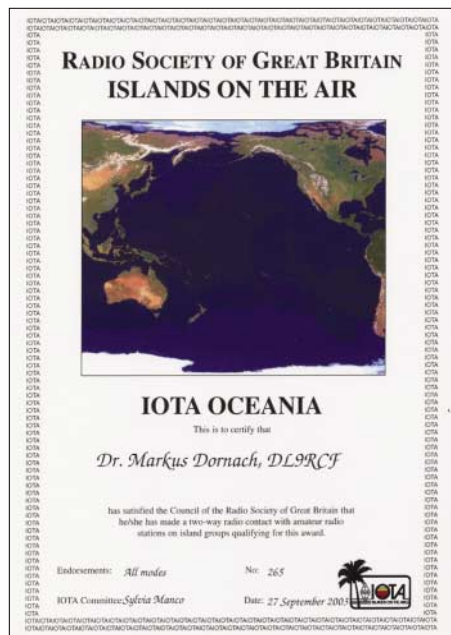 RADIO SOCIETY OF GREAT BRITAIN
ISLANDS ON THE AIR
IOTA OCEANIA
This is to certify that
Dr. Markus Dornach, DL9RCF
has satisfied the Council of the Radio Society of Great Britain that
he/she has made a two-way radio contact with amateur radio
stations on island groups qualifying for this award.
Endorsements: All modes No: 265
IOTA Committee: Sylvia Manco Date: 27 September 2003
IOTA